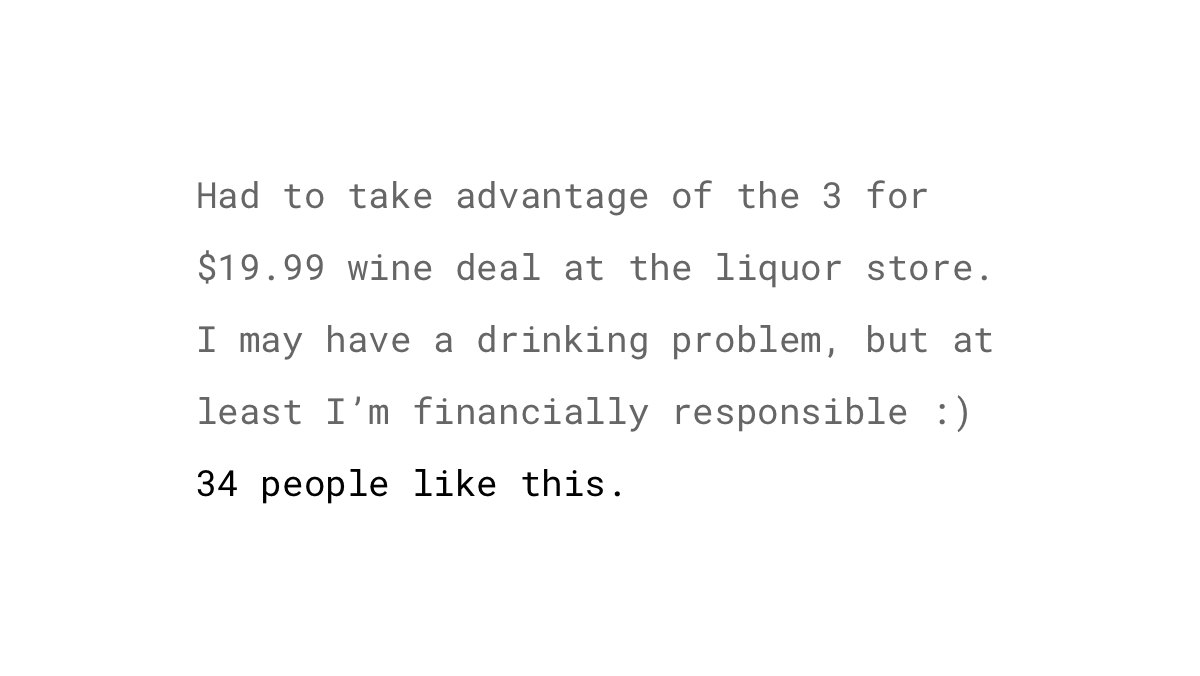 Had to take advantage of the 3 for
$19.99 wine deal at the liquor store.
I may have a drinking problem, but at
least I’m financially responsible :)
34 people like this.